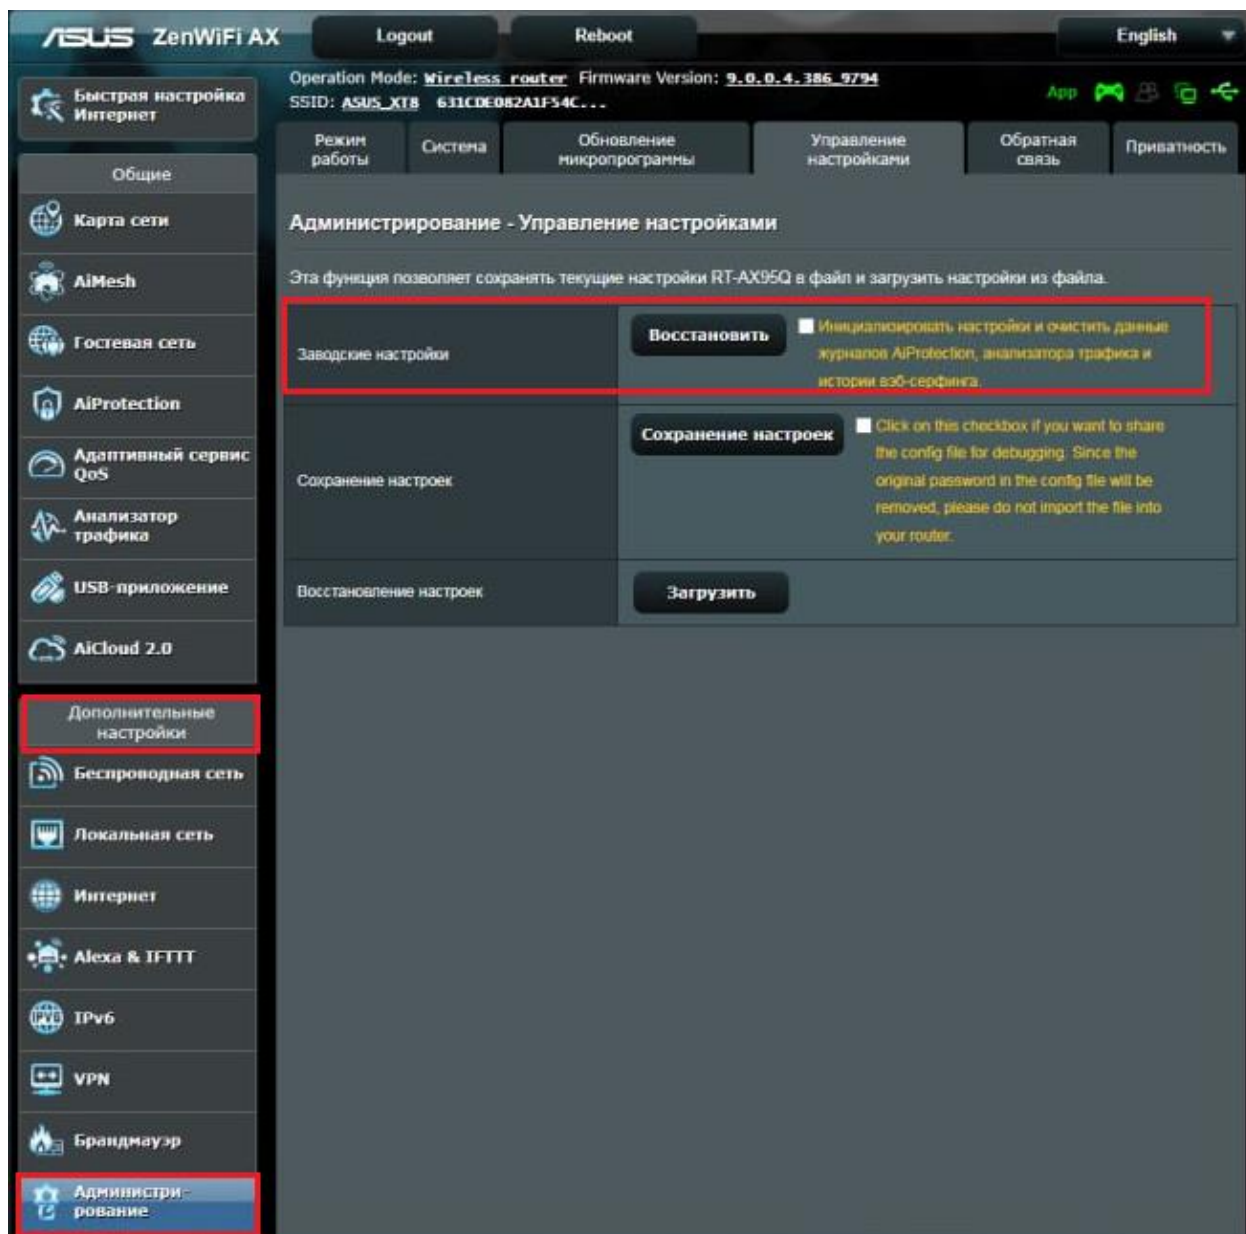 ASUS ZenWiFi AX Logout Reboot English
Operation Mode: Wireless router Firmware Version: 9.0.0.4.386_9794
SSID: ASUS_XT8 631CDE082A1F54C...
App
Быстрая настройка
Интернет
Режим
работы
Система
Обновление
микропрограммы
Управление
настройками
Обратная
связь
Приватность
Общие
Карта сети
AiMesh
Гостевая сеть
AiProtection
Адаптивный сервис
QoS
Анализатор
трафика
USB-приложение
AiCloud 2.0
Дополнительные
настройки
Беспроводная сеть
Локальная сеть
Интернет
Alexa & IFTTT
IPv6
VPN
Брандмауэр
Администри-
рование
Администрирование - Управление настройками
Эта функция позволяет сохранять текущие настройки RT-AX95Q в файл и загрузить настройки из файла.
Заводские настройки
Восстановить
Инициализировать настройки и очистить данные
журналов AiProtection, анализатора трафика и
истории вэб-серфинга.
Сохранение настроек
Сохранение настроек
Click on this checkbox if you want to share
the config file for debugging. Since the
original password in the config file will be
removed, please do not import the file into
your router.
Восстановление настроек
Загрузить